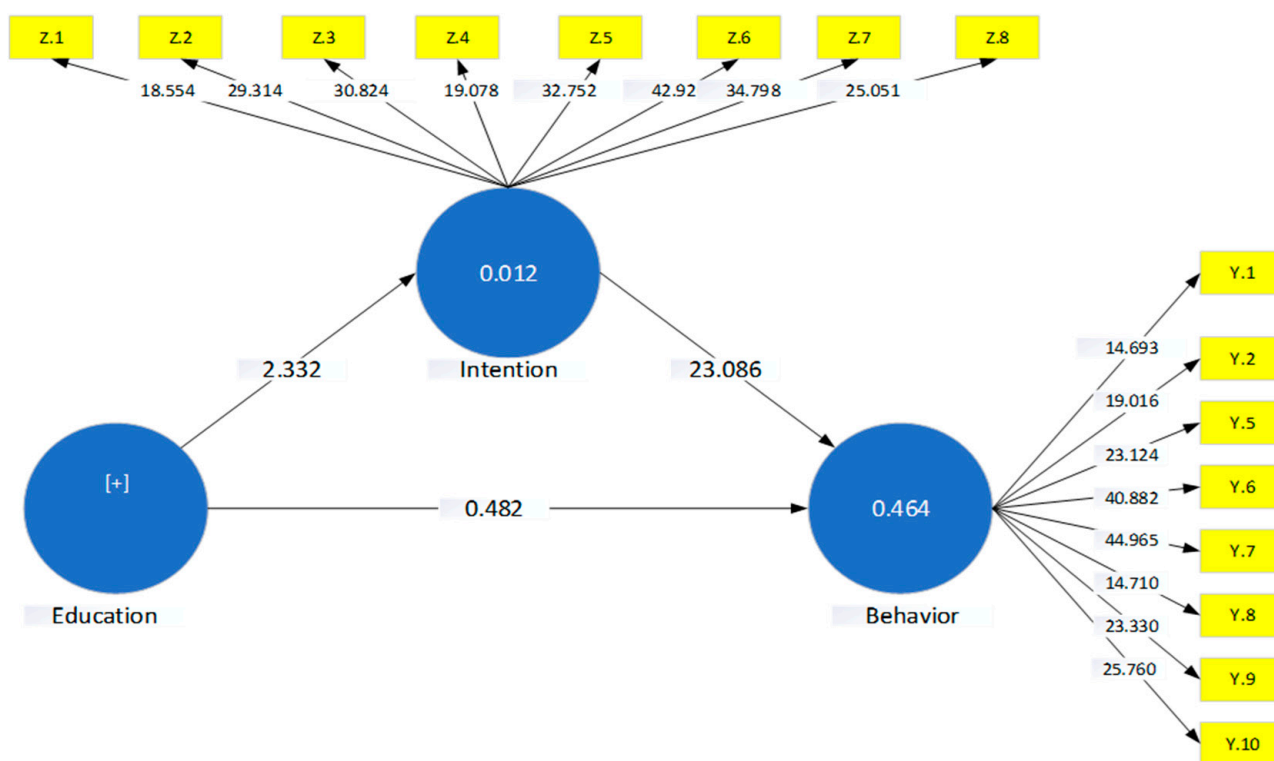 Z.1 Z.2 Z.3 Z.4 Z.5 Z.6 Z.7 Z.8
18.554 29.314 30.824 19.078 32.752 42.92 34.798 25.051
0.012
Intention
2.332
23.086
[+]
Education
0.482
0.464
Behavior
14.693
19.016
23.124
40.882
44.965
14.710
23.330
25.760
Y.1
Y.2
Y.5
Y.6
Y.7
Y.8
Y.9
Y.10